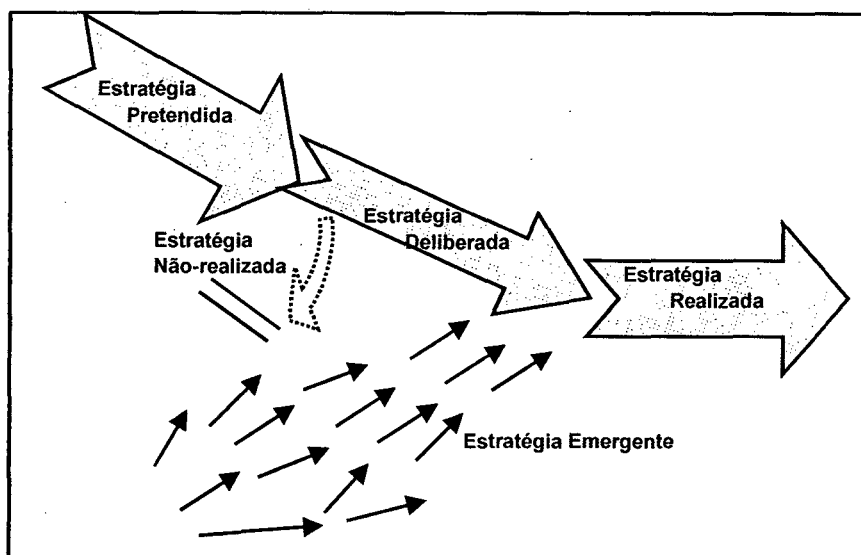 Estratégia
Pretendida
Estratégia
Deliberada
Estratégia
Não-realizada
Estratégia
Realizada
Estratégia Emergente